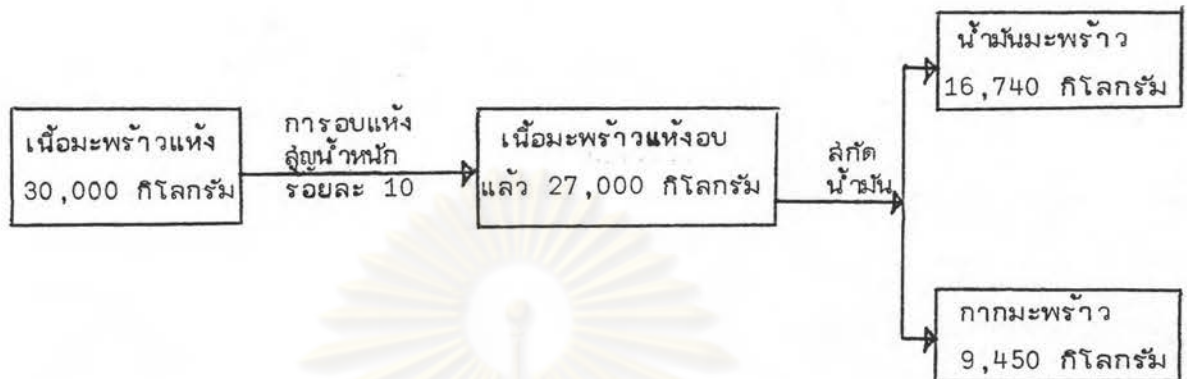 เนื้อมะพร้าวแห้ง
30,000 กิโลกรัม
การอบแห้ง
สูญน้ำหนัก
ร้อยละ 10
เนื้อมะพร้าวแห้งอบ
แล้ว 27,000 กิโลกรัม
สกัด
น้ำมัน
น้ำมันมะพร้าว
16,740 กิโลกรัม
กากมะพร้าว
9,450 กิโลกรัม